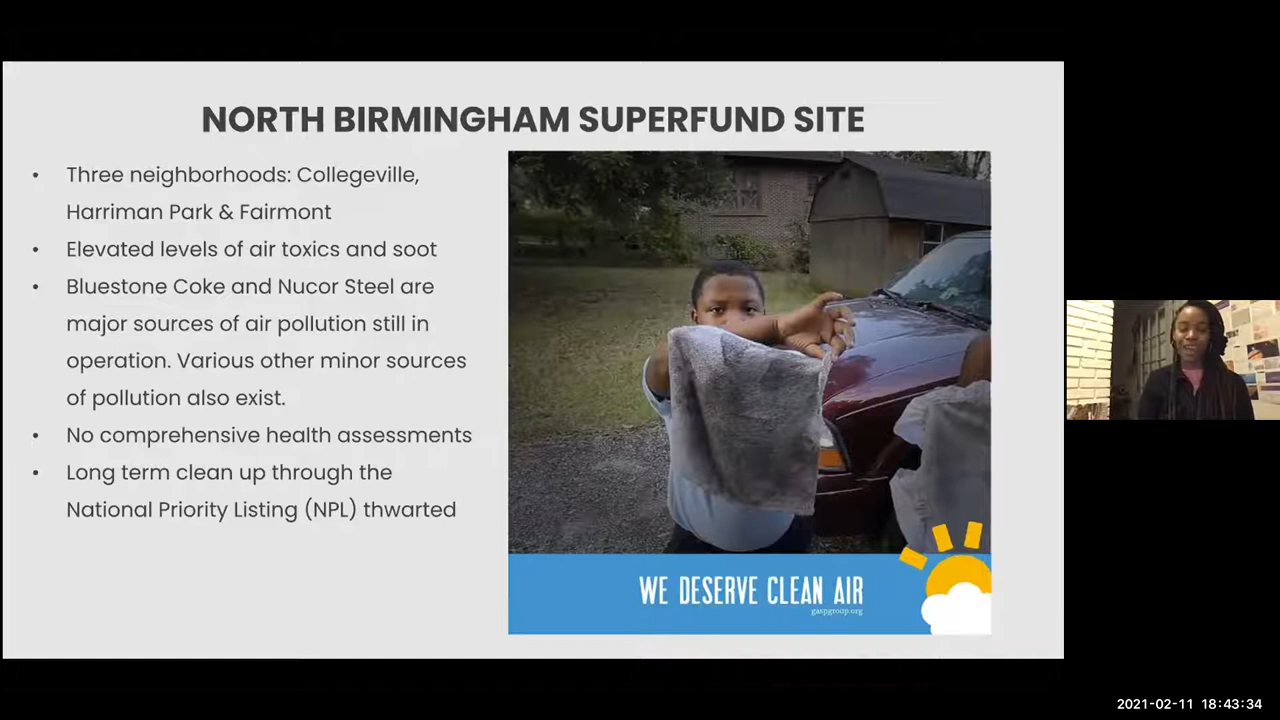 NORTH BIRMINGHAM SUPERFUND SITE
• Three neighborhoods: Collegeville,
Harriman Park & Fairmont
• Elevated levels of air toxics and soot
• Bluestone Coke and Nucor Steel are
major sources of air pollution still in
operation. Various other minor sources
of pollution also exist.
• No comprehensive health assessments
• Long term clean up through the
National Priority Listing (NPL) thwarted
WE DESERVE CLEAN AIR
gaspgroup.org
2021-02-11 18:43:34